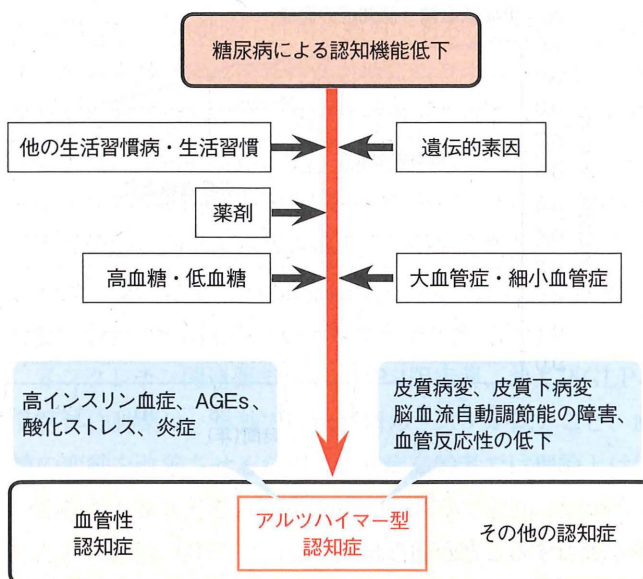 糖尿病による認知機能低下
他の生活習慣病・生活習慣
遺伝的素因
薬剤
高血糖・低血糖
大血管症・細小血管症
高インスリン血症、AGEs、
酸化ストレス、炎症
皮質病変、皮質下病変
脳血流自動調節能の障害、
血管反応性の低下
血管性
認知症
アルツハイマー型
認知症
その他の認知症